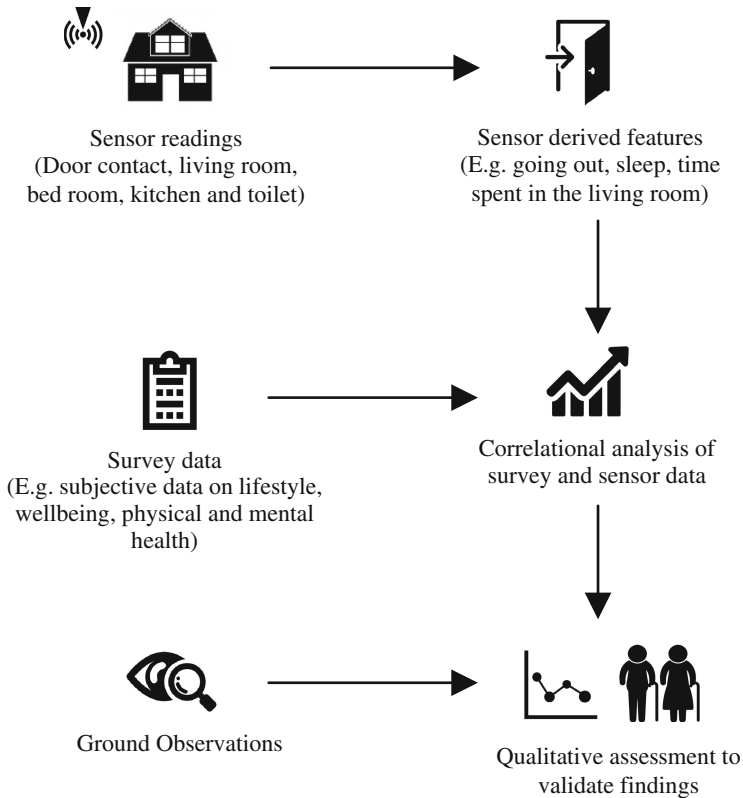 Sensor readings
(Door contact, living room,
bed room, kitchen and toilet)
Sensor derived features
(E.g. going out, sleep, time
spent in the living room)
Survey data
(E.g. subjective data on lifestyle,
wellbeing, physical and mental
health)
Correlational analysis of
survey and sensor data
Ground Observations
Qualitative assessment to
validate findings